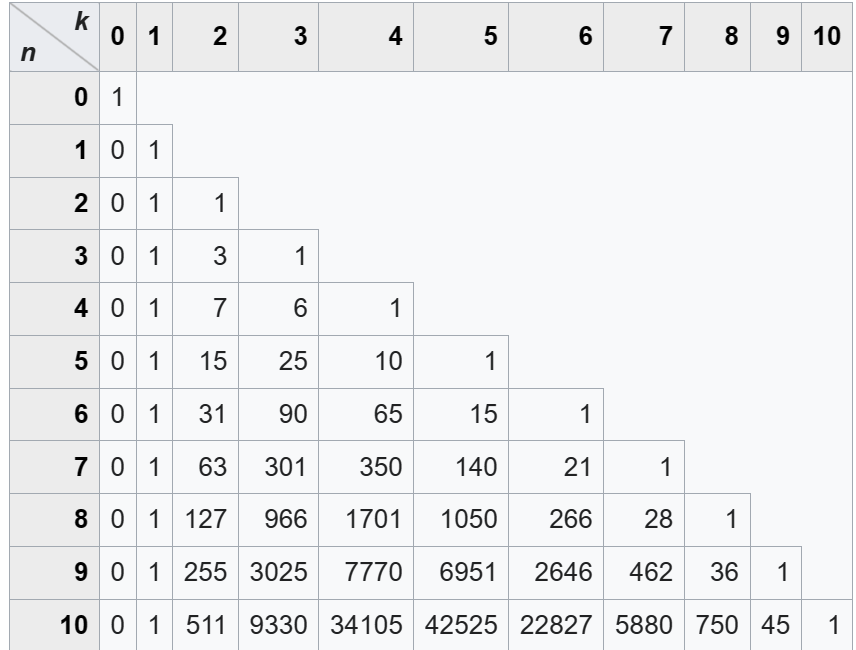 k
n 0 1 2 3 4 5 6 7 8 9 10
0 1
1 0 1
2 0 1 1
3 0 1 3 1
4 0 1 7 6 1
5 0 1 15 25 10 1
6 0 1 31 90 65 15 1
7 0 1 63 301 350 140 21 1
8 0 1 127 966 1701 1050 266 28 1
9 0 1 255 3025 7770 6951 2646 462 36 1
10 0 1 511 9330 34105 42525 22827 5880 750 45 1